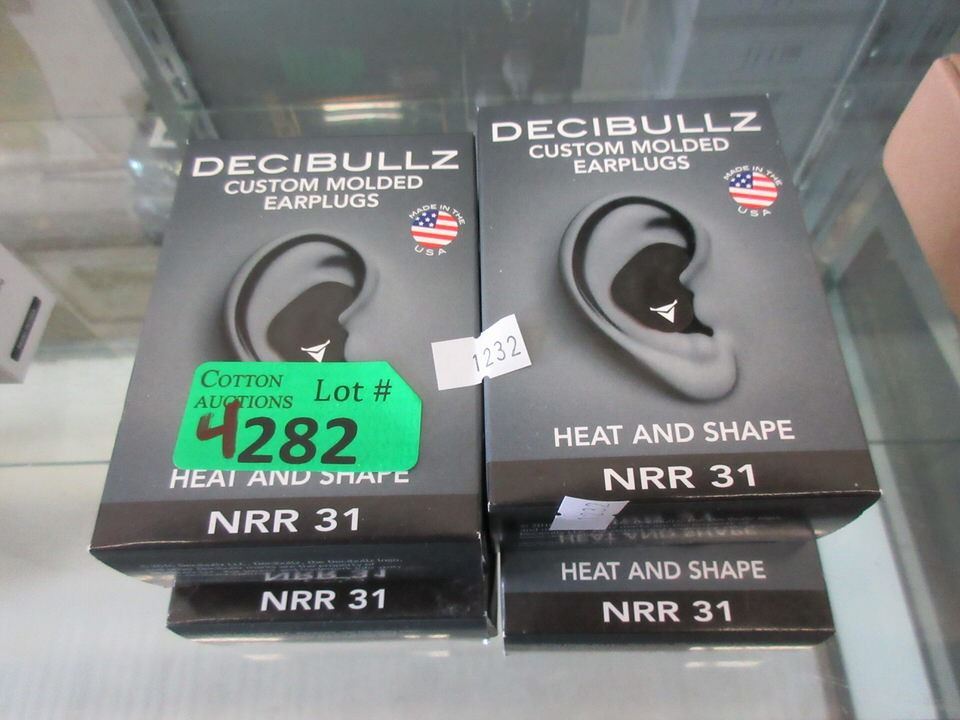 DECIBULLZ
CUSTOM MOLDED
EARPLUGS
MADE IN THE
USA
COTTON
AUCTIONS
Lot #
4282
HEAT AND SHAPE
NRR 31
NRR 31
1232
DECIBULLZ
CUSTOM MOLDED
EARPLUGS
MADE IN THE
USA
HEAT AND SHAPE
NRR 31
1232
HEAT AND SHAPE
NRR 31